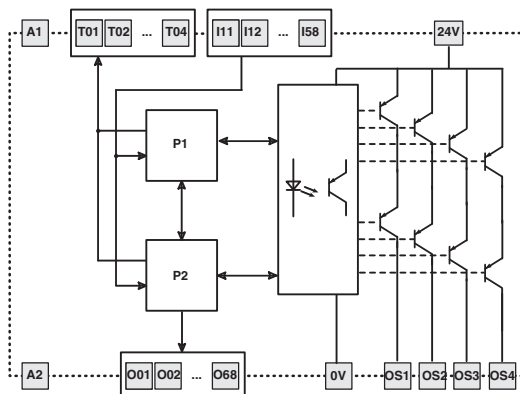 A1 T01 T02 ... T04 I11 I12 ... I58 24V
P1
P2
A2 O01 O02 ... O68 0V OS1 OS2 OS3 OS4